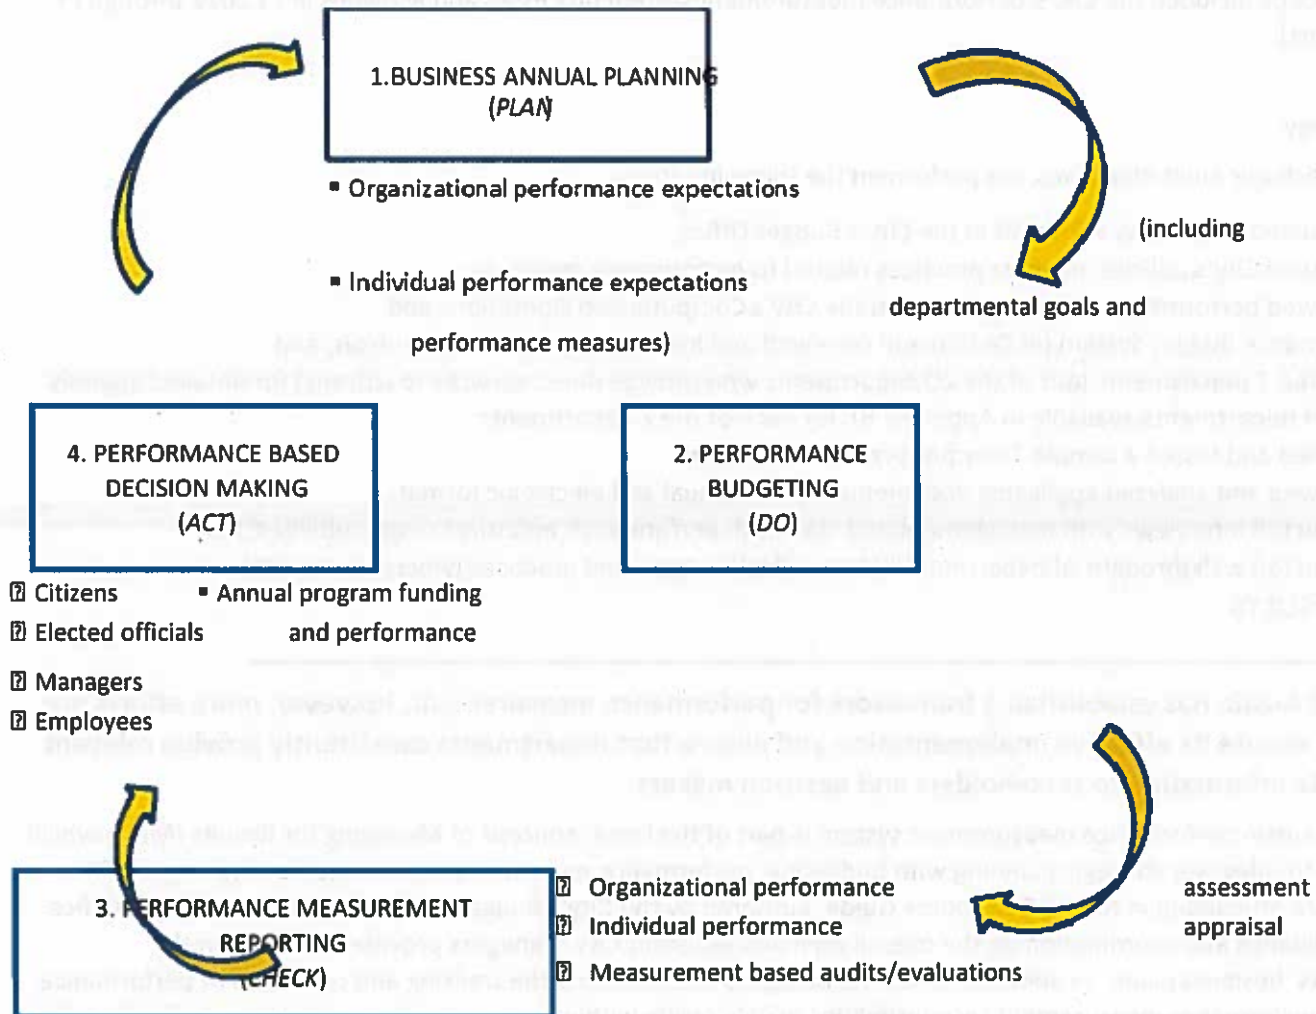 1.BUSINESS ANNUAL PLANNING
(PLAN)
▪ Organizational performance expectations
(including
▪ Individual performance expectations
departmental goals and
performance measures)
4. PERFORMANCE BASED
DECISION MAKING
(ACT)
2. PERFORMANCE
BUDGETING
(DO)
⍰ Citizens ▪ Annual program funding
⍰ Elected officials and performance
⍰ Managers
⍰ Employees
3. PERFORMANCE MEASUREMENT
REPORTING
(CHECK)
⍰ Organizational performance assessment
⍰ Individual performance appraisal
⍰ Measurement based audits/evaluations